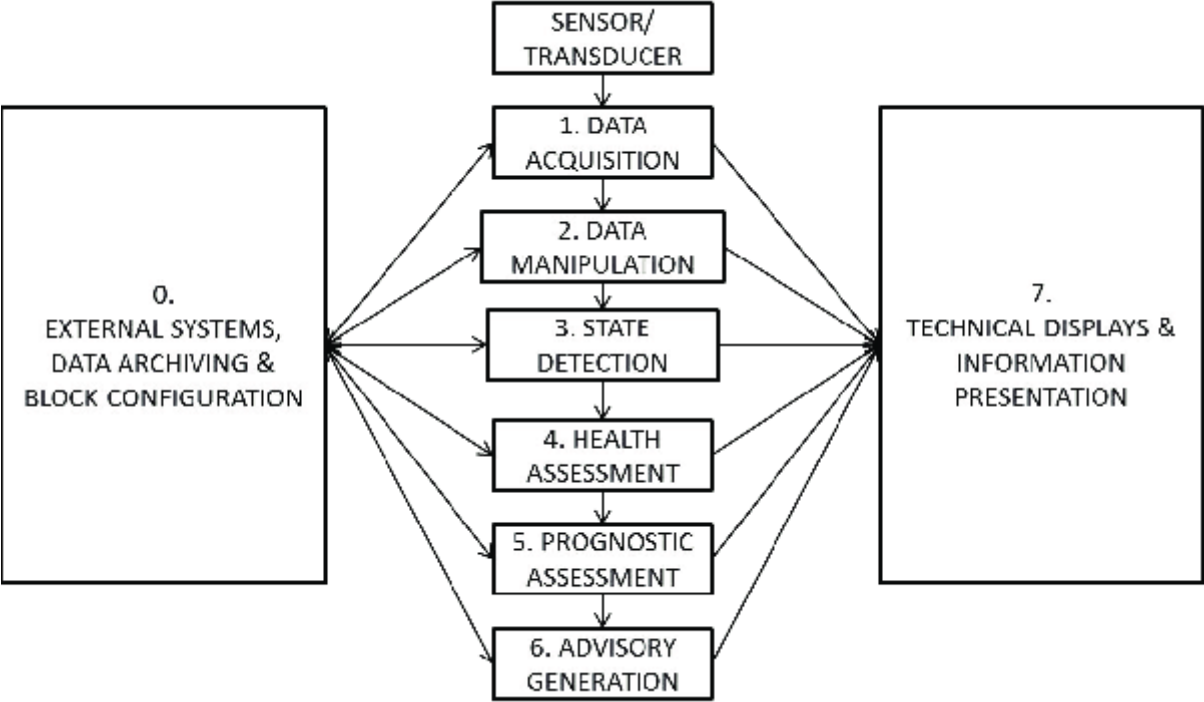 SENSOR/
TRANSDUCER
1. DATA
ACQUISITION
2. DATA
MANIPULATION
0.
EXTERNAL SYSTEMS,
DATA ARCHIVING &
BLOCK CONFIGURATION
3. STATE
DETECTION
7.
TECHNICAL DISPLAYS &
INFORMATION
PRESENTATION
4. HEALTH
ASSESSMENT
5. PROGNOSTIC
ASSESSMENT
6. ADVISORY
GENERATION